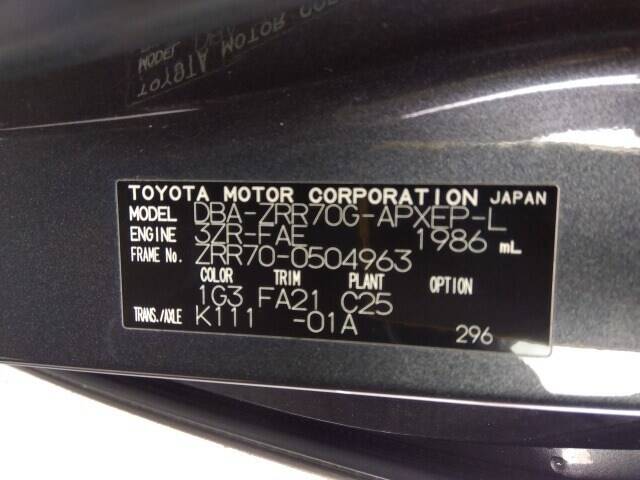 TOYOTA MOTOR CORPORATION JAPAN
MODEL DBA-ZRR70G-APXEP-L
ENGINE 3ZR-FAE 1986 mL
FRAME No. ZRR70-0504963
COLOR TRIM PLANT OPTION
1G3 FA21 C25
TRANS./AXLE K111 -01A 296